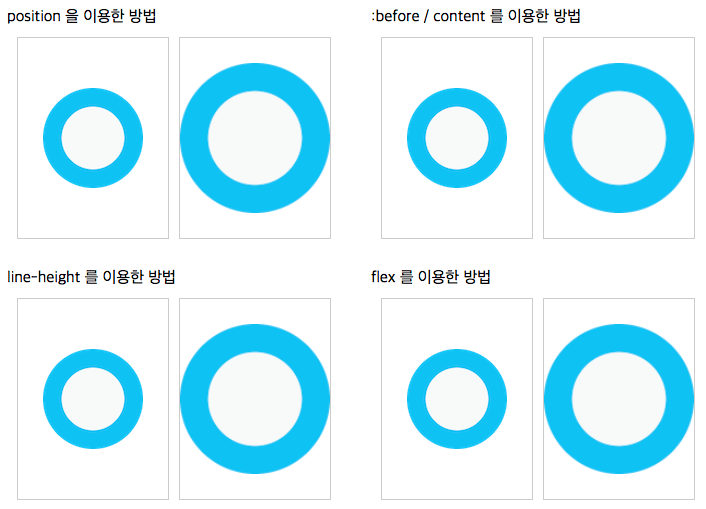 position 을 이용한 방법
:before / content 를 이용한 방법
line-height 를 이용한 방법
flex 를 이용한 방법